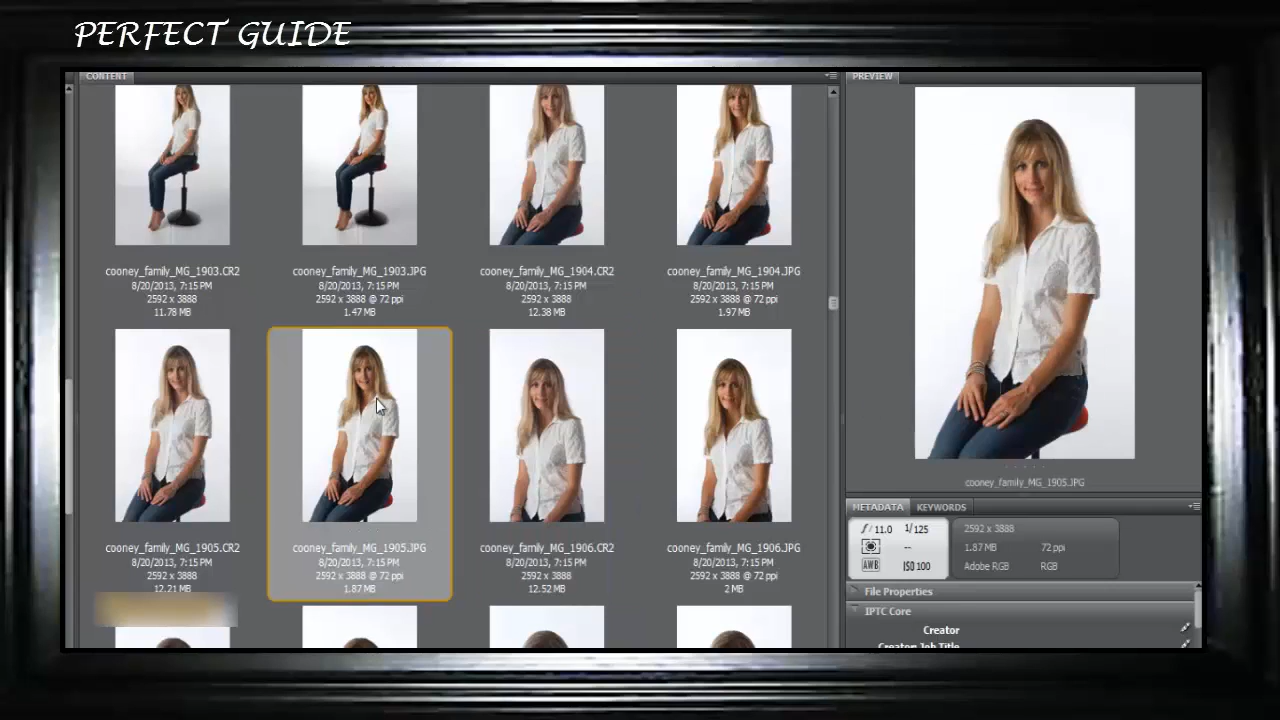 PERFECT GUIDE
CONTENT
PREVIEW
cooney_family_MG_1903.CR2
8/20/2013, 7:15 PM
2592 x 3888
11.78 MB
cooney_family_MG_1903.JPG
8/20/2013, 7:15 PM
2592 x 3888 @ 72 ppi
1.47 MB
cooney_family_MG_1904.CR2
8/20/2013, 7:15 PM
2592 x 3888
12.38 MB
cooney_family_MG_1904.JPG
8/20/2013, 7:15 PM
2592 x 3888 @ 72 ppi
1.97 MB
cooney_family_MG_1905.CR2
8/20/2013, 7:15 PM
2592 x 3888
12.21 MB
cooney_family_MG_1905.JPG
8/20/2013, 7:15 PM
2592 x 3888 @ 72 ppi
1.87 MB
cooney_family_MG_1906.CR2
8/20/2013, 7:15 PM
2592 x 3888
12.52 MB
cooney_family_MG_1906.JPG
8/20/2013, 7:15 PM
2592 x 3888 @ 72 ppi
2 MB
cooney_family_MG_1905.JPG
METADATA
KEYWORDS
f/11.0 1/125
--
AWB ISO 100
2592 x 3888
1.87 MB 72 ppi
Adobe RGB RGB
File Properties
IPTC Core
Creator
Creator: Job Title